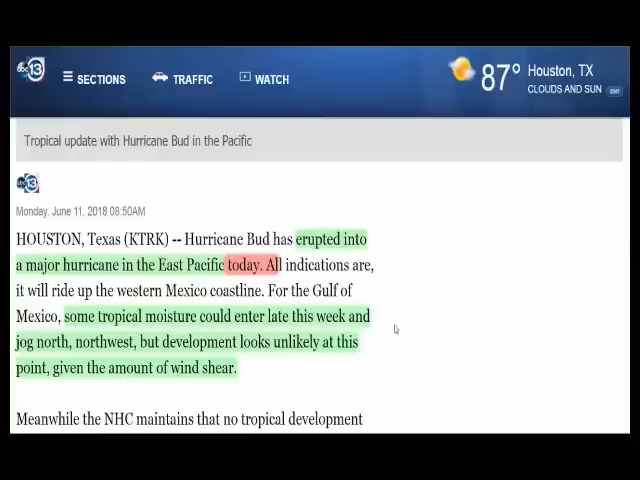 abc13
SECTIONS
TRAFFIC
WATCH
87°
Houston, TX
CLOUDS AND SUN
EDIT
Tropical update with Hurricane Bud in the Pacific
abc13
Monday, June 11, 2018 08:50AM
HOUSTON, Texas (KTRK) -- Hurricane Bud has erupted into
a major hurricane in the East Pacific today. All indications are,
it will ride up the western Mexico coastline. For the Gulf of
Mexico, some tropical moisture could enter late this week and
jog north, northwest, but development looks unlikely at this
point, given the amount of wind shear.
Meanwhile the NHC maintains that no tropical development